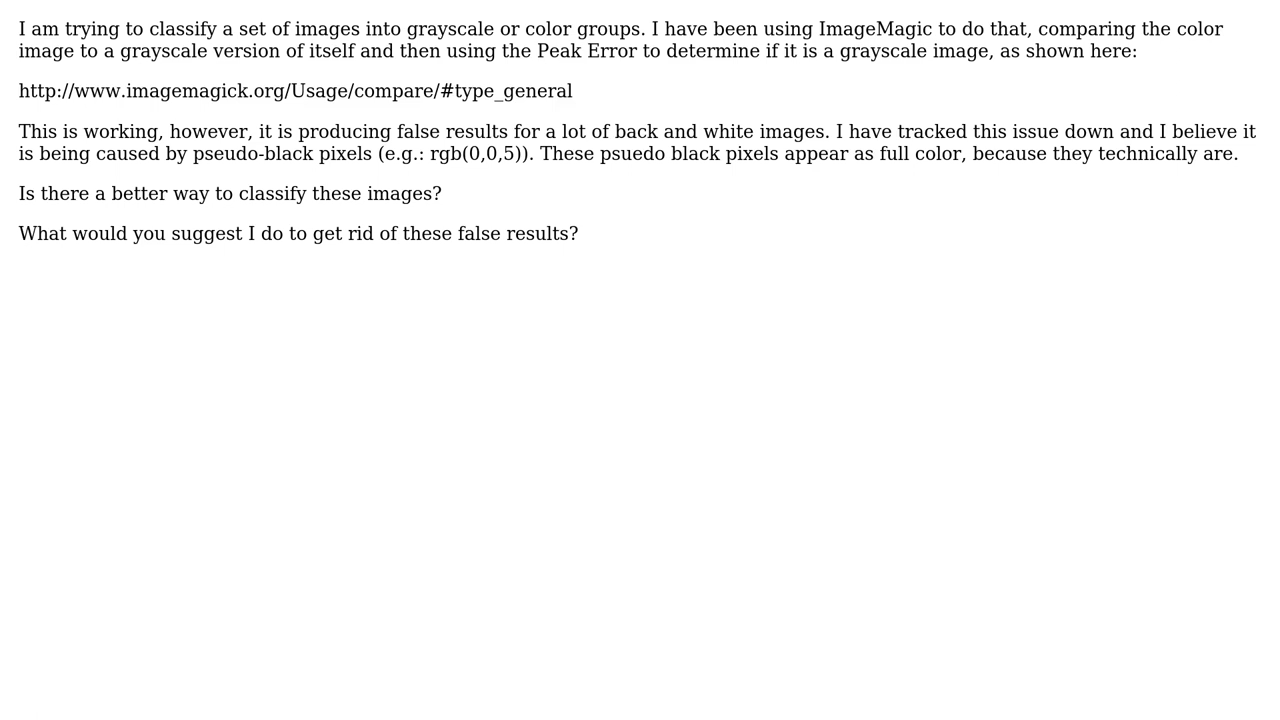 I am trying to classify a set of images into grayscale or color groups. I have been using ImageMagic to do that, comparing the color
image to a grayscale version of itself and then using the Peak Error to determine if it is a grayscale image, as shown here:
http://www.imagemagick.org/Usage/compare/#type_general
This is working, however, it is producing false results for a lot of back and white images. I have tracked this issue down and I believe it
is being caused by pseudo-black pixels (e.g.: rgb(0,0,5)). These psuedo black pixels appear as full color, because they technically are.
Is there a better way to classify these images?
What would you suggest I do to get rid of these false results?